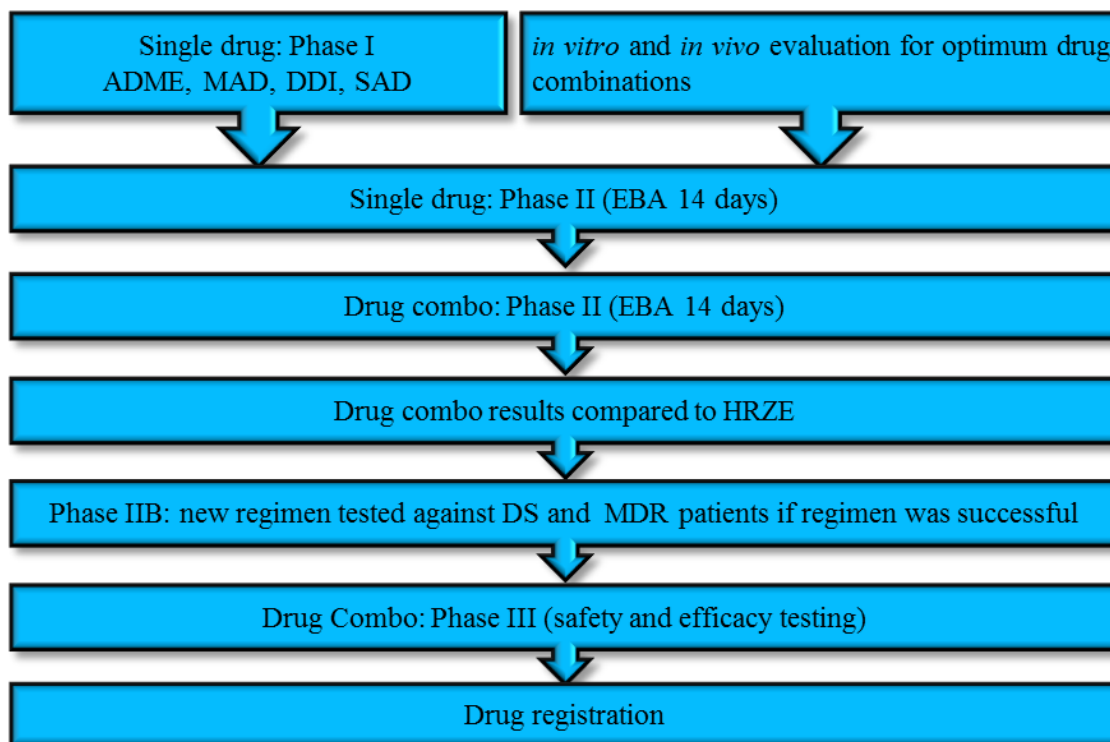 Single drug: Phase I
ADME, MAD, DDI, SAD
in vitro and in vivo evaluation for optimum drug
combinations
Single drug: Phase II (EBA 14 days)
Drug combo: Phase II (EBA 14 days)
Drug combo results compared to HRZE
Phase IIB: new regimen tested against DS and MDR patients if regimen was successful
Drug Combo: Phase III (safety and efficacy testing)
Drug registration